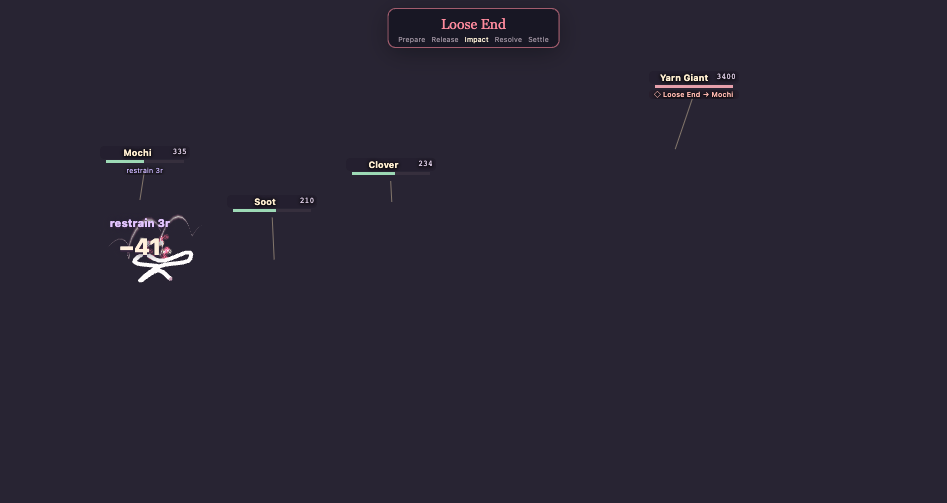 Loose End
Prepare Release Impact Resolve Settle
Yarn Giant 3400
◇ Loose End → Mochi
Mochi 335
restrain 3r
Clover 234
Soot 210
restrain 3r
−41